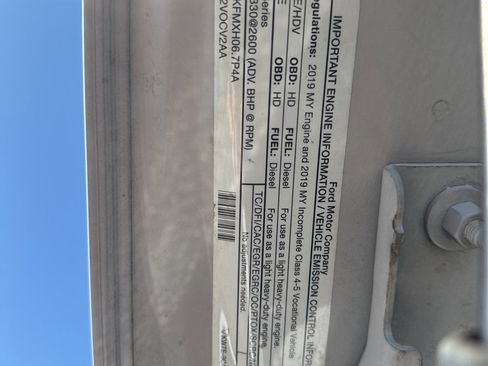 Ford Motor Company
IMPORTANT ENGINE INFORMATION / VEHICLE EMISSION CONTROL INFOR
gulations: 2019 MY Engine and 2019 MY Incomplete Class 4-5 Vocational Vehicle
E/HDV OBD: HD FUEL: Diesel For use as a light heavy-duty engine
E OBD: HD FUEL: Diesel For use as a light heavy-duty engine.
eries
330@2600 (ADV. BHP @ RPM) TC/DFI/CAC/EGR/EGRC/OC/PTOX/
KFMXH06.7P4A No adjustments needed.
2VOCV2AA